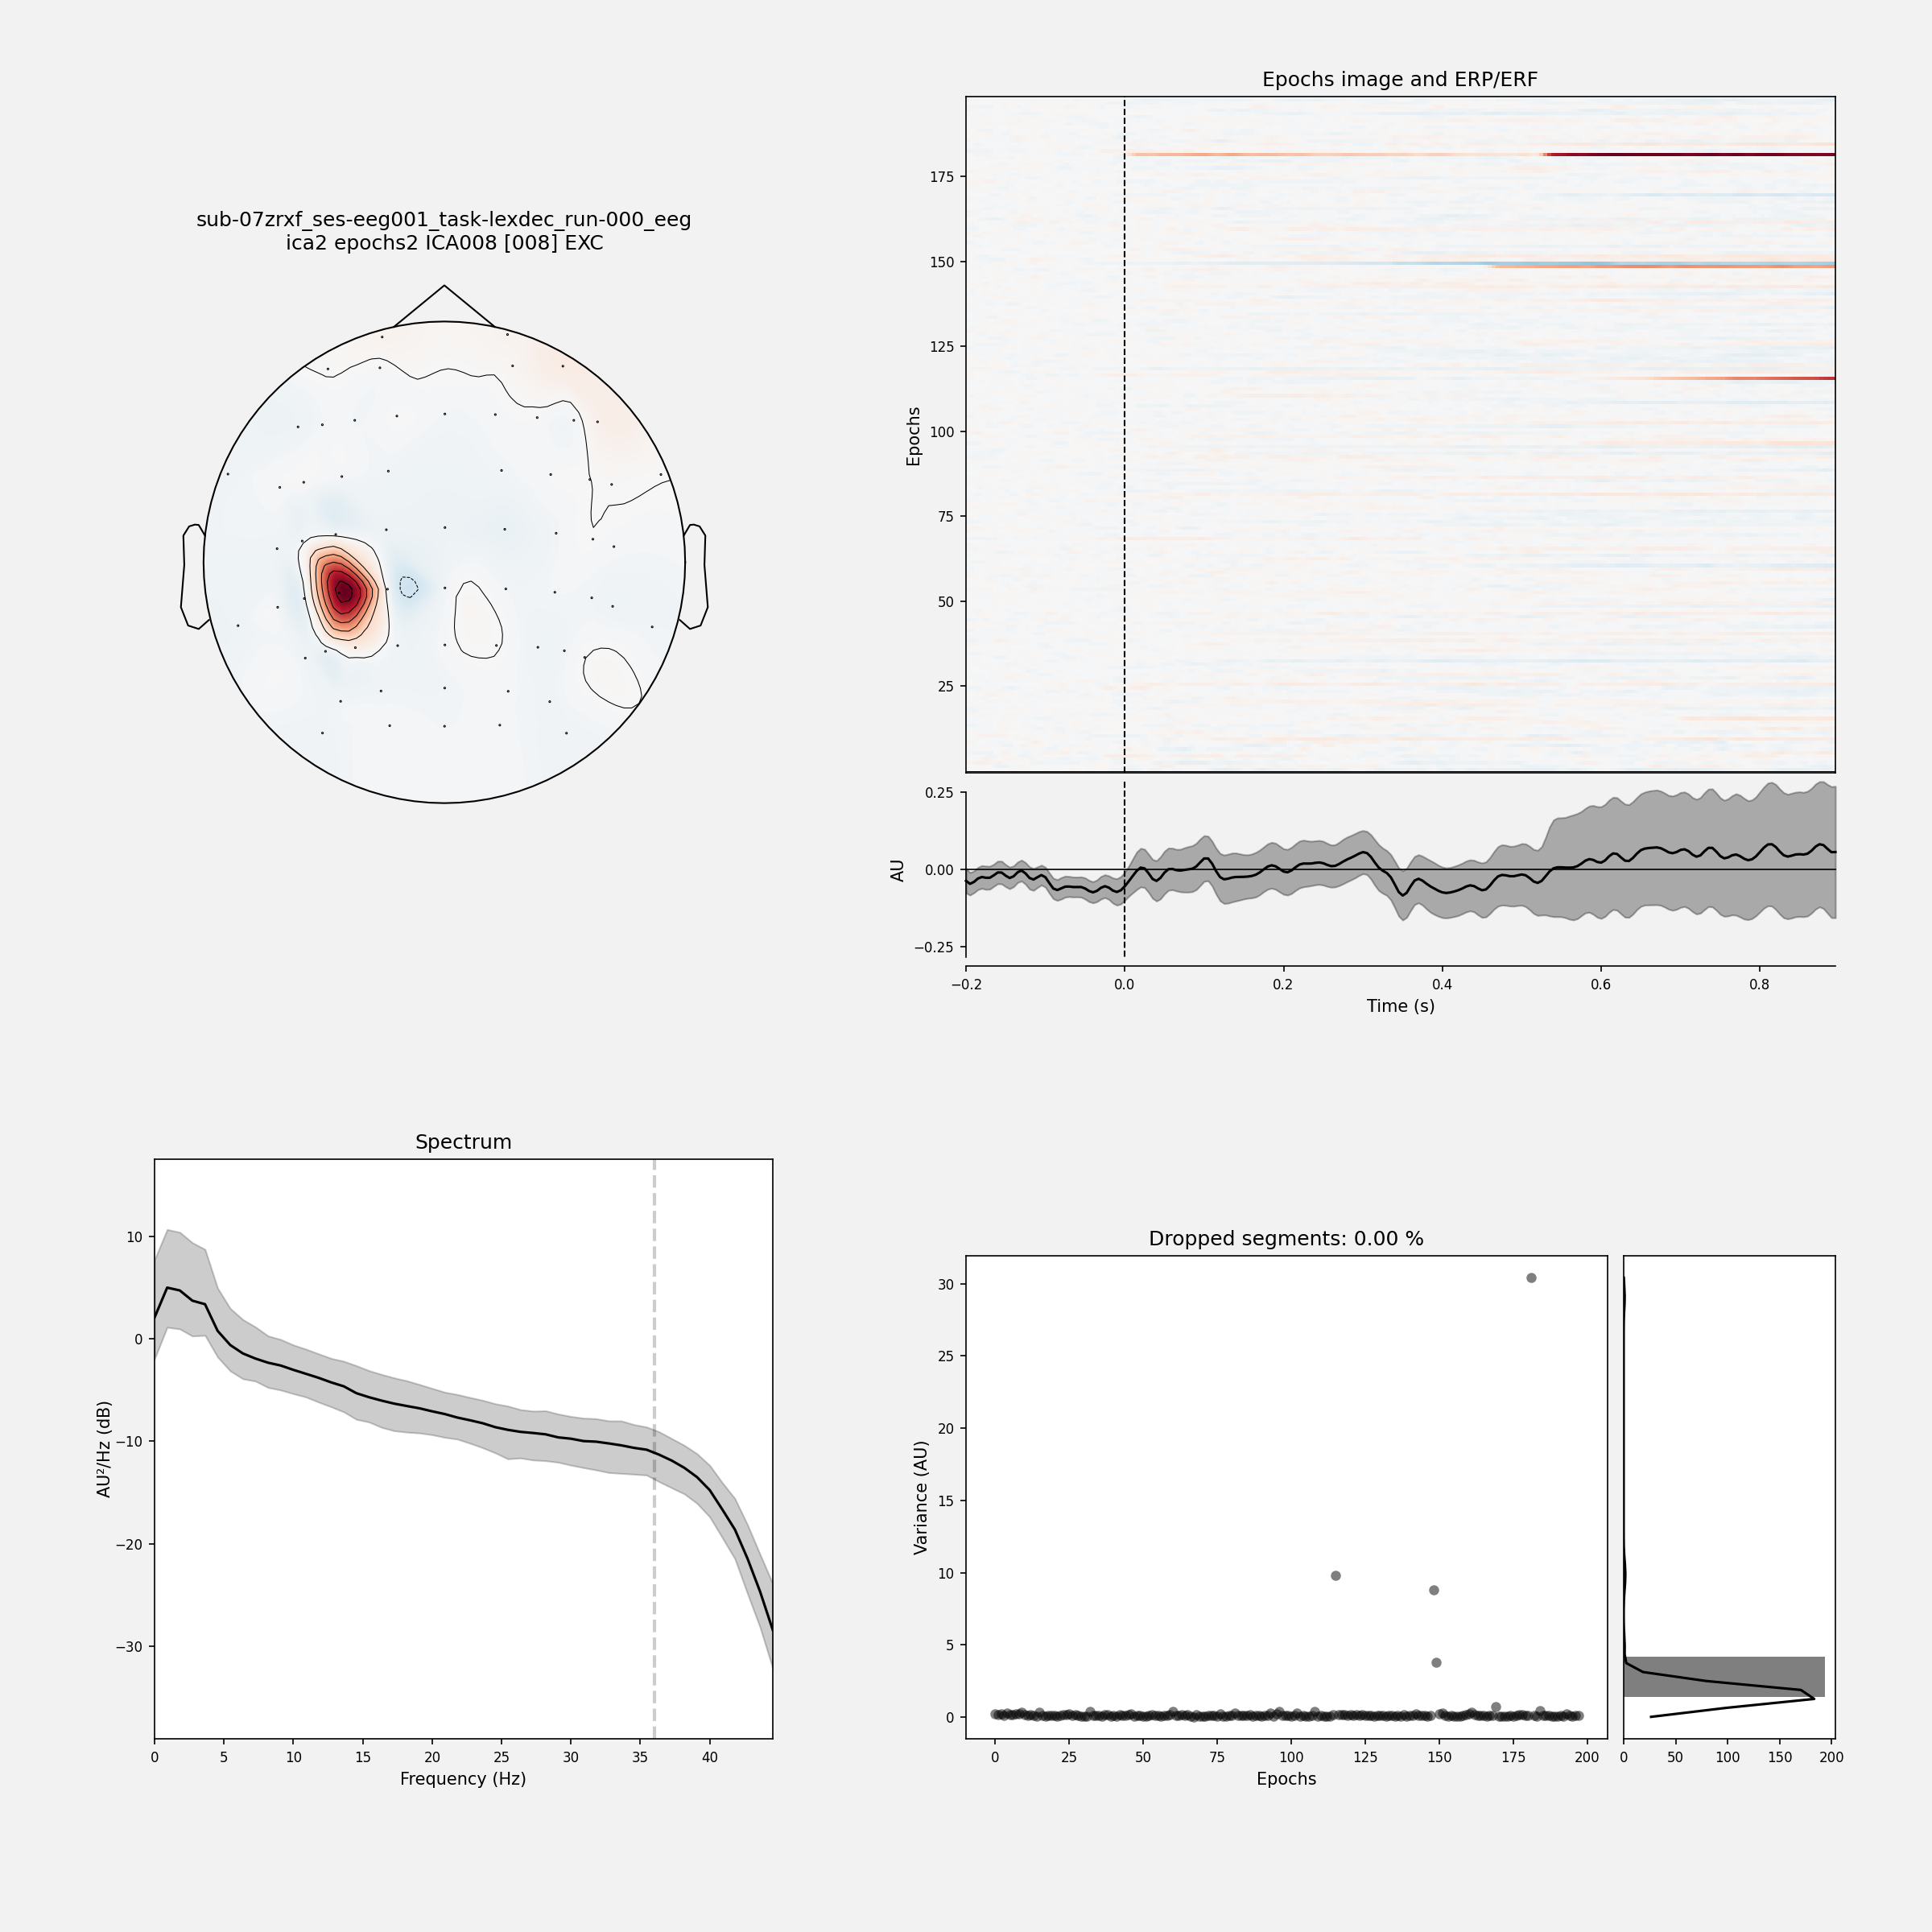 sub-07zrxf_ses-eeg001_task-lexdec_run-000_eeg
ica2 epochs2 ICA008 [008] EXC
Epochs image and ERP/ERF
Epochs
175
150
125
100
75
50
25
AU
0.25
0.00
−0.25
−0.2 0.0 0.2 0.4 0.6 0.8
Time (s)
Spectrum
AU²/Hz (dB)
10
0
−10
−20
−30
0 5 10 15 20 25 30 35 40
Frequency (Hz)
Dropped segments: 0.00 %
Variance (AU)
30
25
20
15
10
5
0
0 25 50 75 100 125 150 175 200
Epochs
0 50 100 150 200